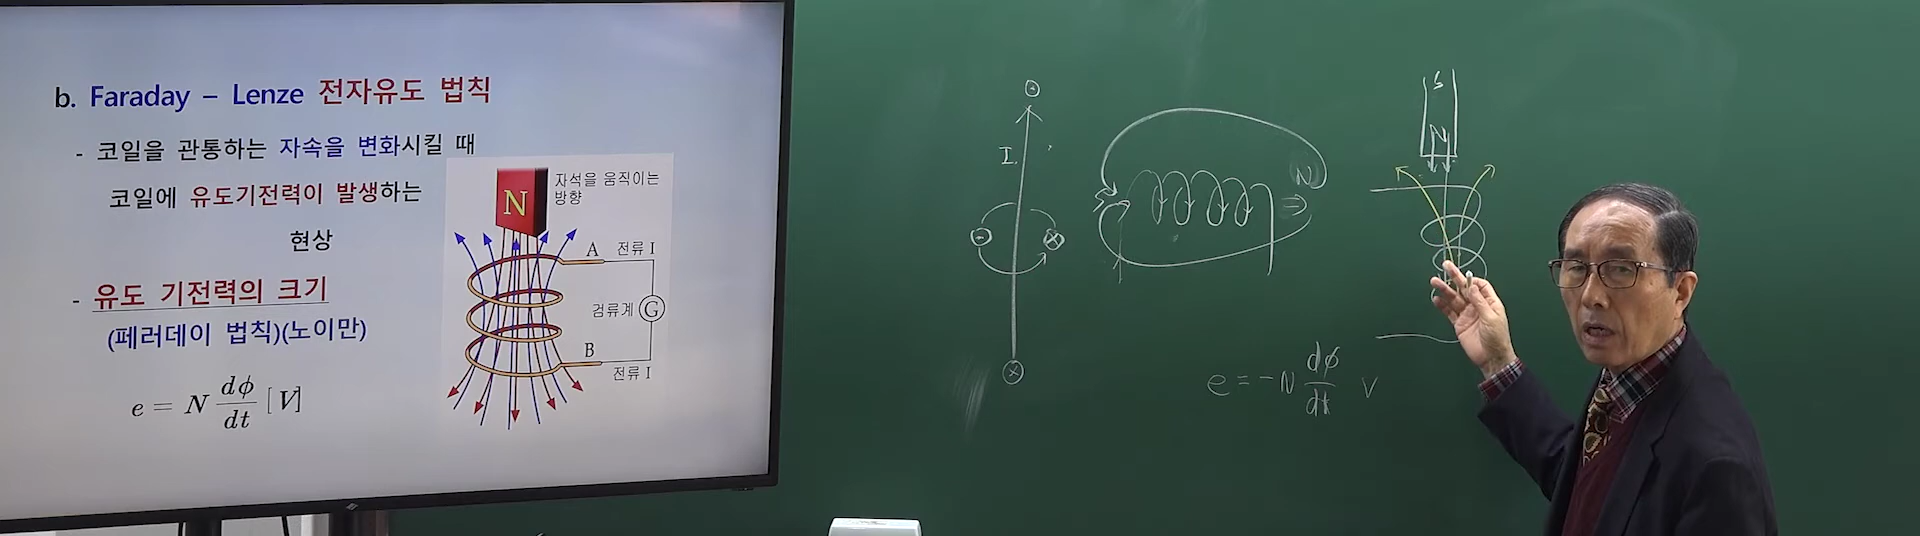 b. Faraday – Lenze 전자유도 법칙
- 코일을 관통하는 자속을 변화시킬 때
코일에 유도기전력이 발생하는
현상
- 유도 기전력의 크기
(페러데이 법칙)(노이만)
e = N dϕ/dt [V]
N
자석을 움직이는
방향
A 전류 I
검류계 G
B
전류 I
I
N
S
S
N
e = -N dϕ/dt V